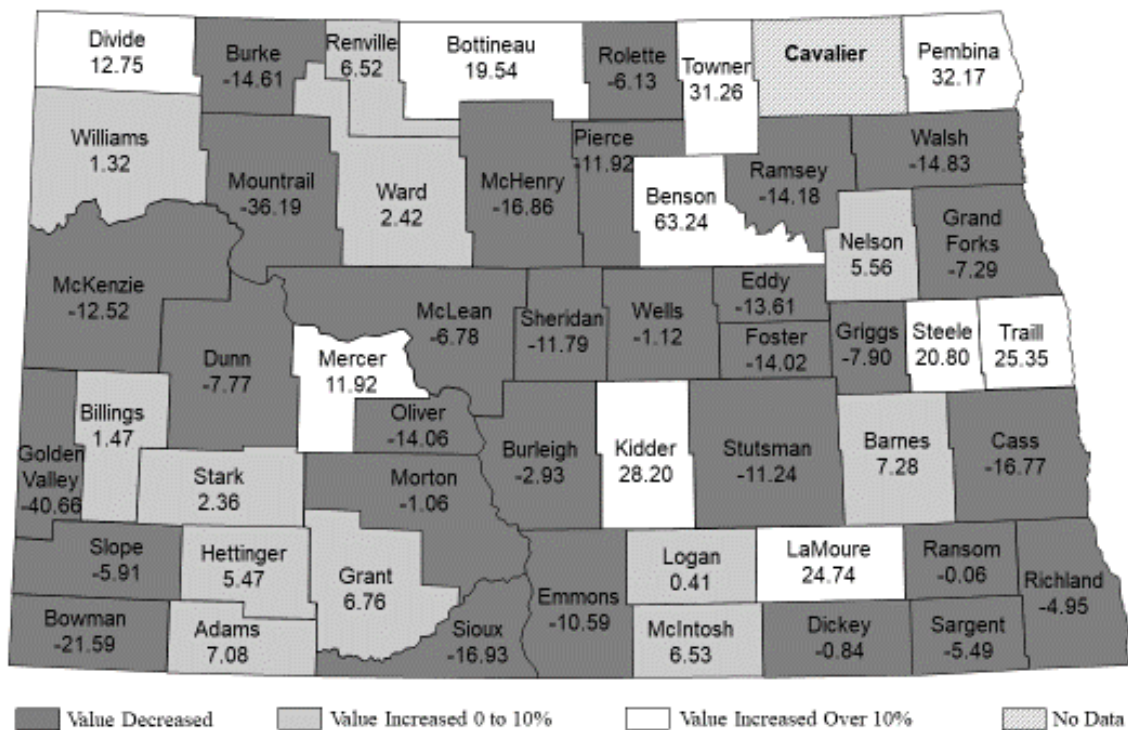 Divide
12.75
Burke
-14.61
Renville
6.52
Bottineau
19.54
Rolette
-6.13
Towner
31.26
Cavalier
Pembina
32.17
Williams
1.32
Mountrail
-36.19
Ward
2.42
McHenry
-16.86
Pierce
-11.92
Benson
63.24
Ramsey
-14.18
Walsh
-14.83
Nelson
5.56
Grand
Forks
-7.29
McKenzie
-12.52
Dunn
-7.77
Mercer
11.92
McLean
-6.78
Sheridan
-11.79
Wells
-1.12
Eddy
-13.61
Foster
-14.02
Griggs
-7.90
Steele
20.80
Traill
25.35
Golden
Valley
-40.66
Billings
1.47
Stark
2.36
Oliver
-14.06
Morton
-1.06
Burleigh
-2.93
Kidder
28.20
Stutsman
-11.24
Barnes
7.28
Cass
-16.77
Slope
-5.91
Hettinger
5.47
Grant
6.76
Bowman
-21.59
Adams
7.08
Sioux
-16.93
Emmons
-10.59
Logan
0.41
McIntosh
6.53
LaMoure
24.74
Dickey
-0.84
Ransom
-0.06
Sargent
-5.49
Richland
-4.95
Value Decreased
Value Increased 0 to 10%
Value Increased Over 10%
No Data